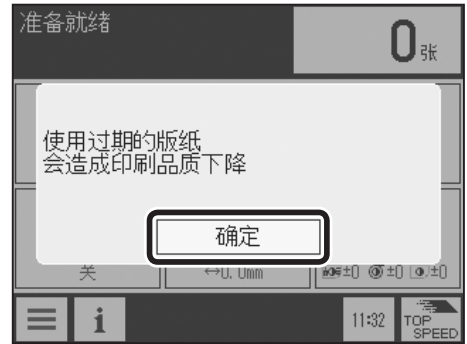 准备就绪
0张
使用过期的版纸
会造成印刷品质下降
确定
关
↔0.0mm
±0 ±0 ±0
i
11:32
TOP
SPEED